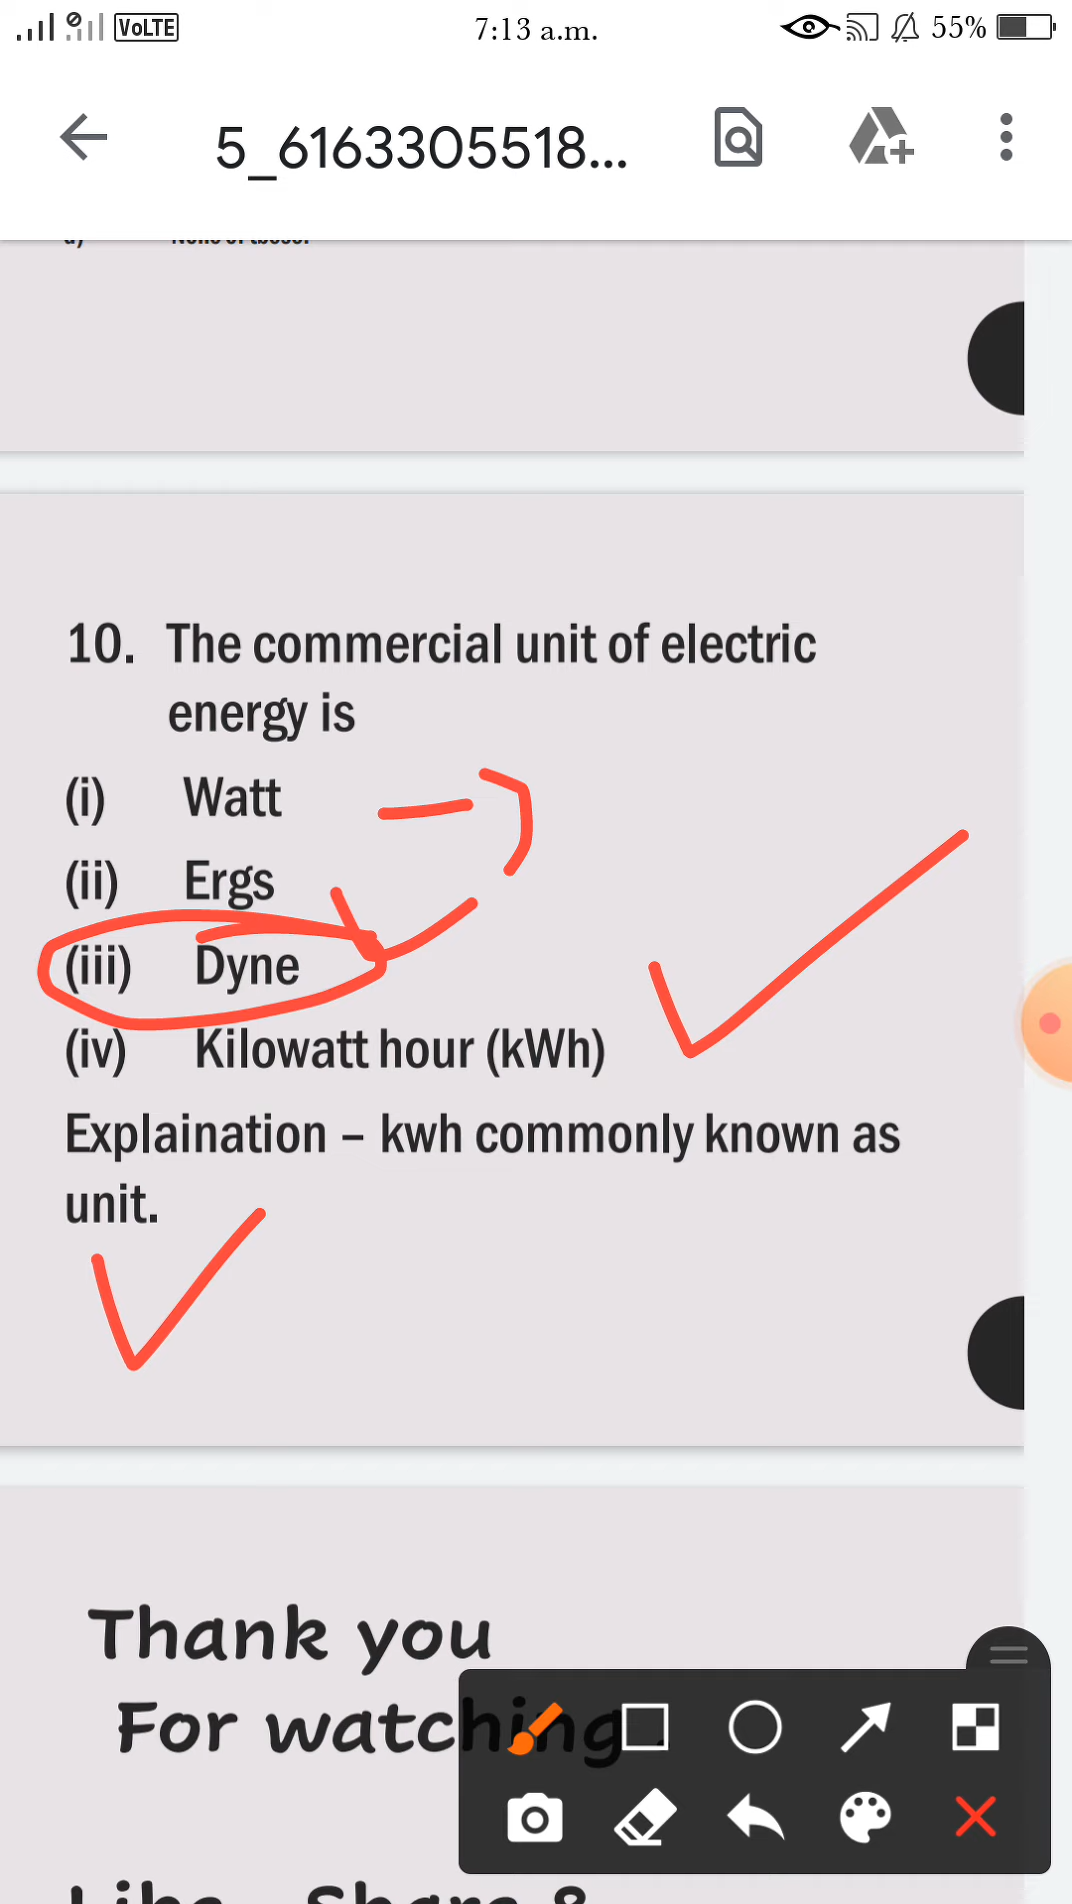 VoLTE 7:13 a.m. 55%
5_6163305518...
10. The commercial unit of electric
energy is
(i) Watt
(ii) Ergs
(iii) Dyne
(iv) Kilowatt hour (kWh)
Explaination – kwh commonly known as
unit.
Thank you
For watching